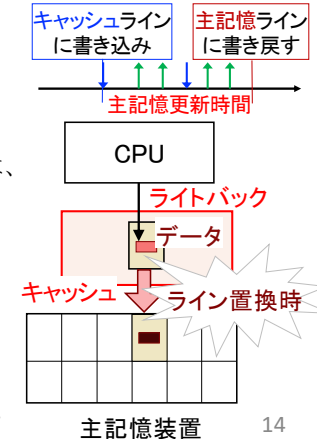 キャッシュライン
に書き込み
主記憶ライン
に書き戻す
主記憶更新時間
CPU
ライトバック
データ
キャッシュ
ライン置換時
主記憶装置
14